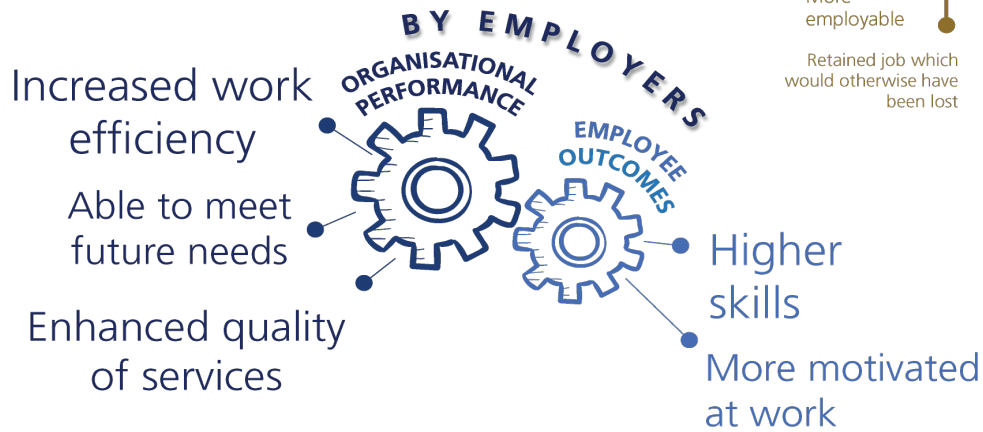 BY EMPLOYERS
ORGANISATIONAL
PERFORMANCE
Increased work
efficiency
Able to meet
future needs
Enhanced quality
of services
EMPLOYEE
OUTCOMES
Higher
skills
More motivated
at work
More
employable
Retained job which
would otherwise have
been lost